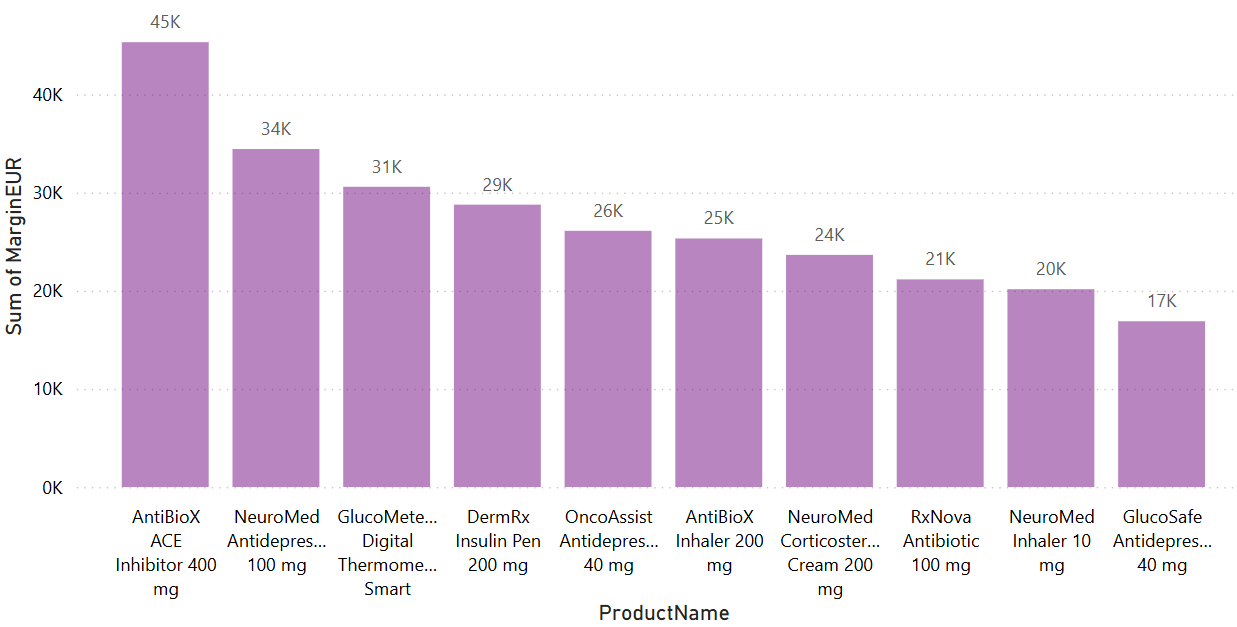 45K
34K
31K
29K
26K
25K
24K
21K
20K
17K
40K
30K
20K
10K
0K
Sum of MarginEUR
AntiBioX
ACE
Inhibitor 400
mg
NeuroMed
Antidepres...
100 mg
GlucoMete...
Digital
Thermome...
Smart
DermRx
Insulin Pen
200 mg
OncoAssist
Antidepres...
40 mg
AntiBioX
Inhaler 200
mg
NeuroMed
Corticoster...
Cream 200
mg
RxNova
Antibiotic
100 mg
NeuroMed
Inhaler 10
mg
GlucoSafe
Antidepres...
40 mg
ProductName